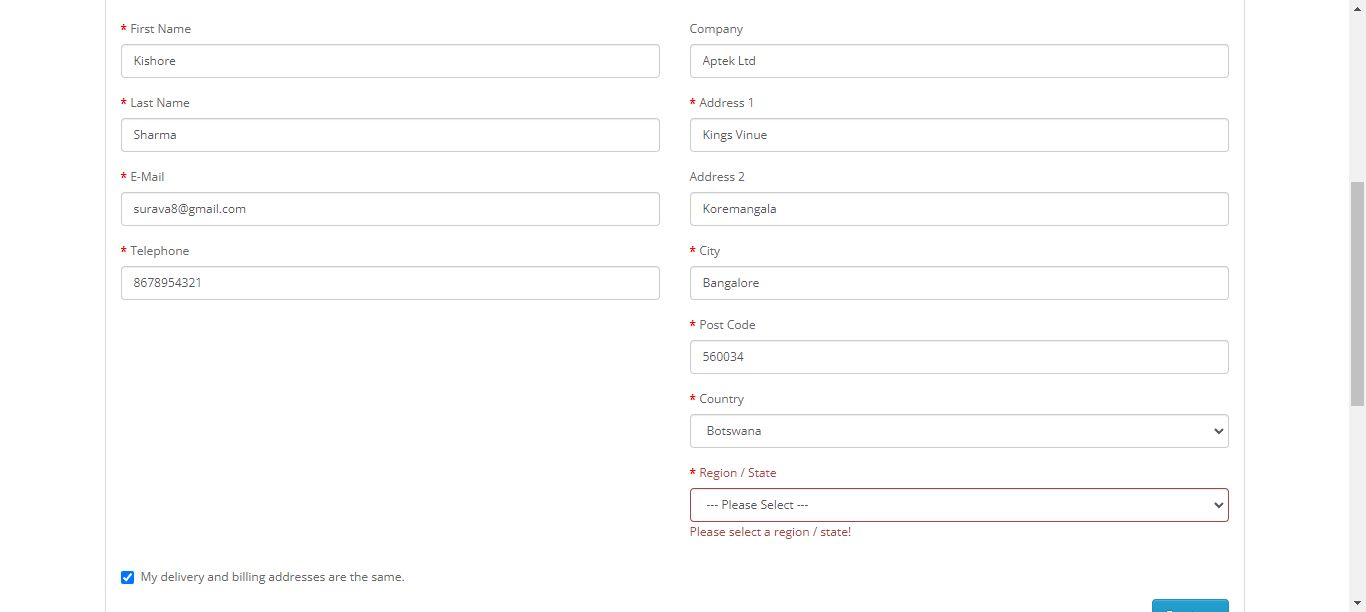 * First Name
Kishore
* Last Name
Sharma
* E-Mail
surava8@gmail.com
* Telephone
8678954321
Company
Aptek Ltd
* Address 1
Kings Vinue
Address 2
Koremangala
* City
Bangalore
* Post Code
560034
* Country
Botswana
* Region / State
--- Please Select ---
Please select a region / state!
My delivery and billing addresses are the same.